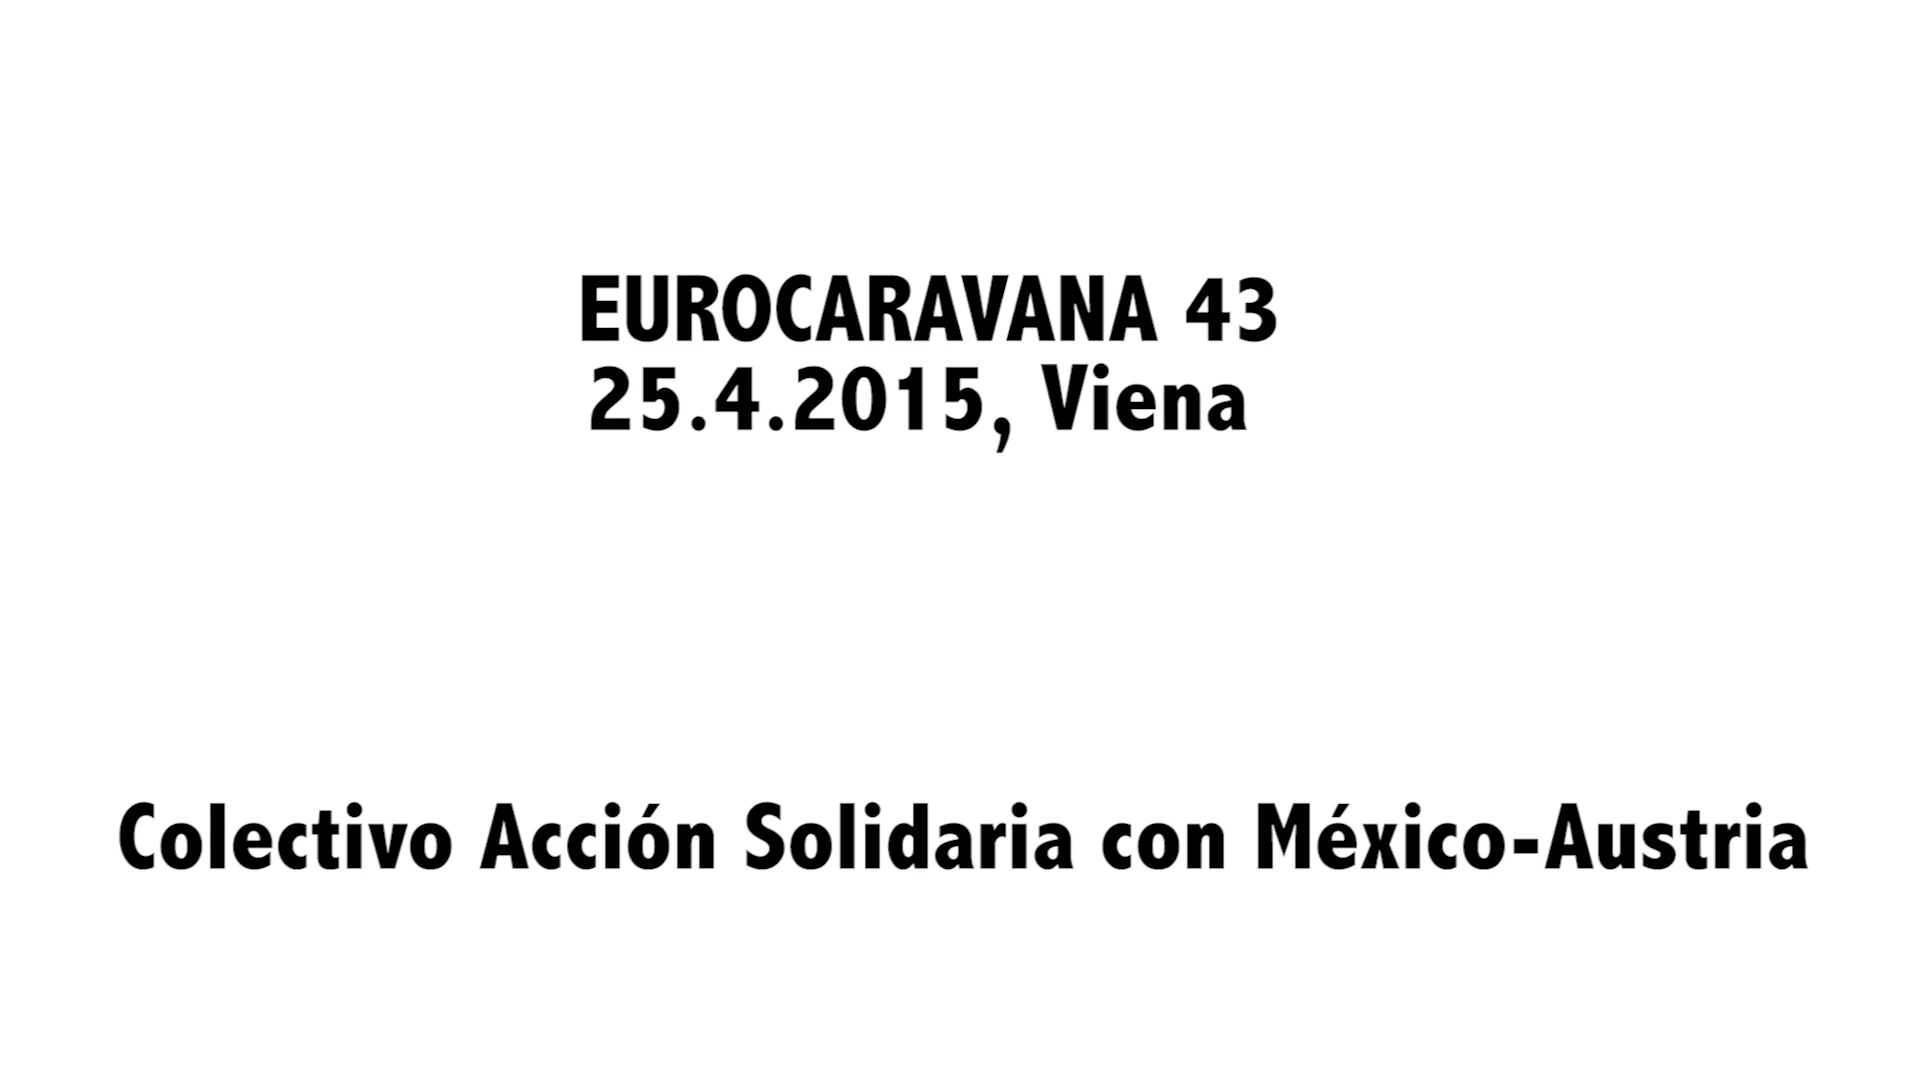 EUROCARAVANA 43
25.4.2015, Viena
Colectivo Acción Solidaria con México-Austria